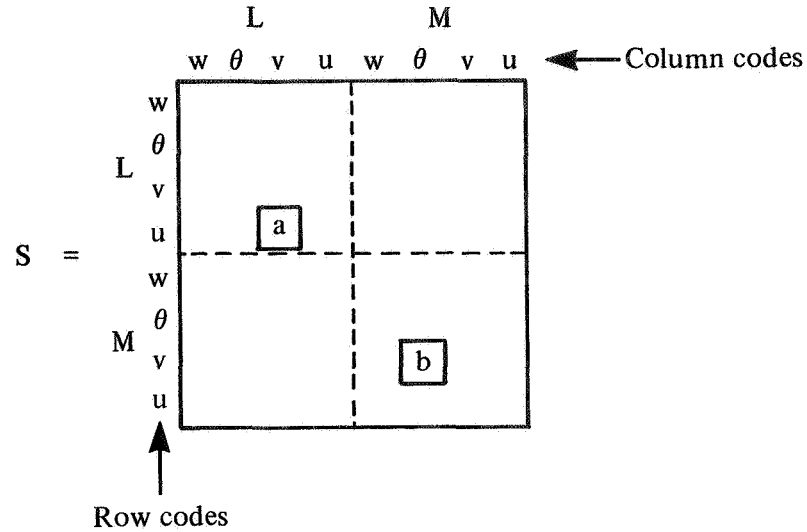 L M
w θ v u w θ v u Column codes
w
θ
L
v
u a
S =
w
θ
M
v b
u
Row codes